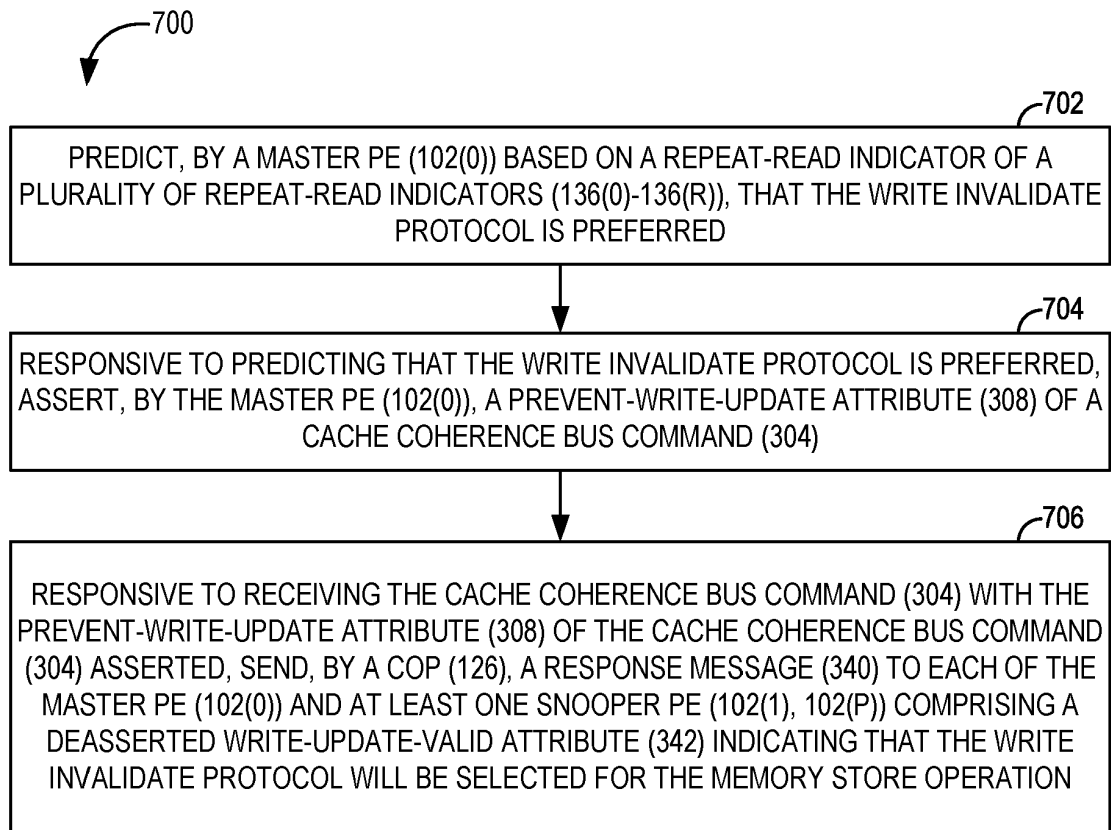 700
702
PREDICT, BY A MASTER PE (102(0)) BASED ON A REPEAT-READ INDICATOR OF A
PLURALITY OF REPEAT-READ INDICATORS (136(0)-136(R)), THAT THE WRITE INVALIDATE
PROTOCOL IS PREFERRED
704
RESPONSIVE TO PREDICTING THAT THE WRITE INVALIDATE PROTOCOL IS PREFERRED,
ASSERT, BY THE MASTER PE (102(0)), A PREVENT-WRITE-UPDATE ATTRIBUTE (308) OF A
CACHE COHERENCE BUS COMMAND (304)
706
RESPONSIVE TO RECEIVING THE CACHE COHERENCE BUS COMMAND (304) WITH THE
PREVENT-WRITE-UPDATE ATTRIBUTE (308) OF THE CACHE COHERENCE BUS COMMAND
(304) ASSERTED, SEND, BY A COP (126), A RESPONSE MESSAGE (340) TO EACH OF THE
MASTER PE (102(0)) AND AT LEAST ONE SNOOPER PE (102(1), 102(P)) COMPRISING A
DEASSERTED WRITE-UPDATE-VALID ATTRIBUTE (342) INDICATING THAT THE WRITE
INVALIDATE PROTOCOL WILL BE SELECTED FOR THE MEMORY STORE OPERATION